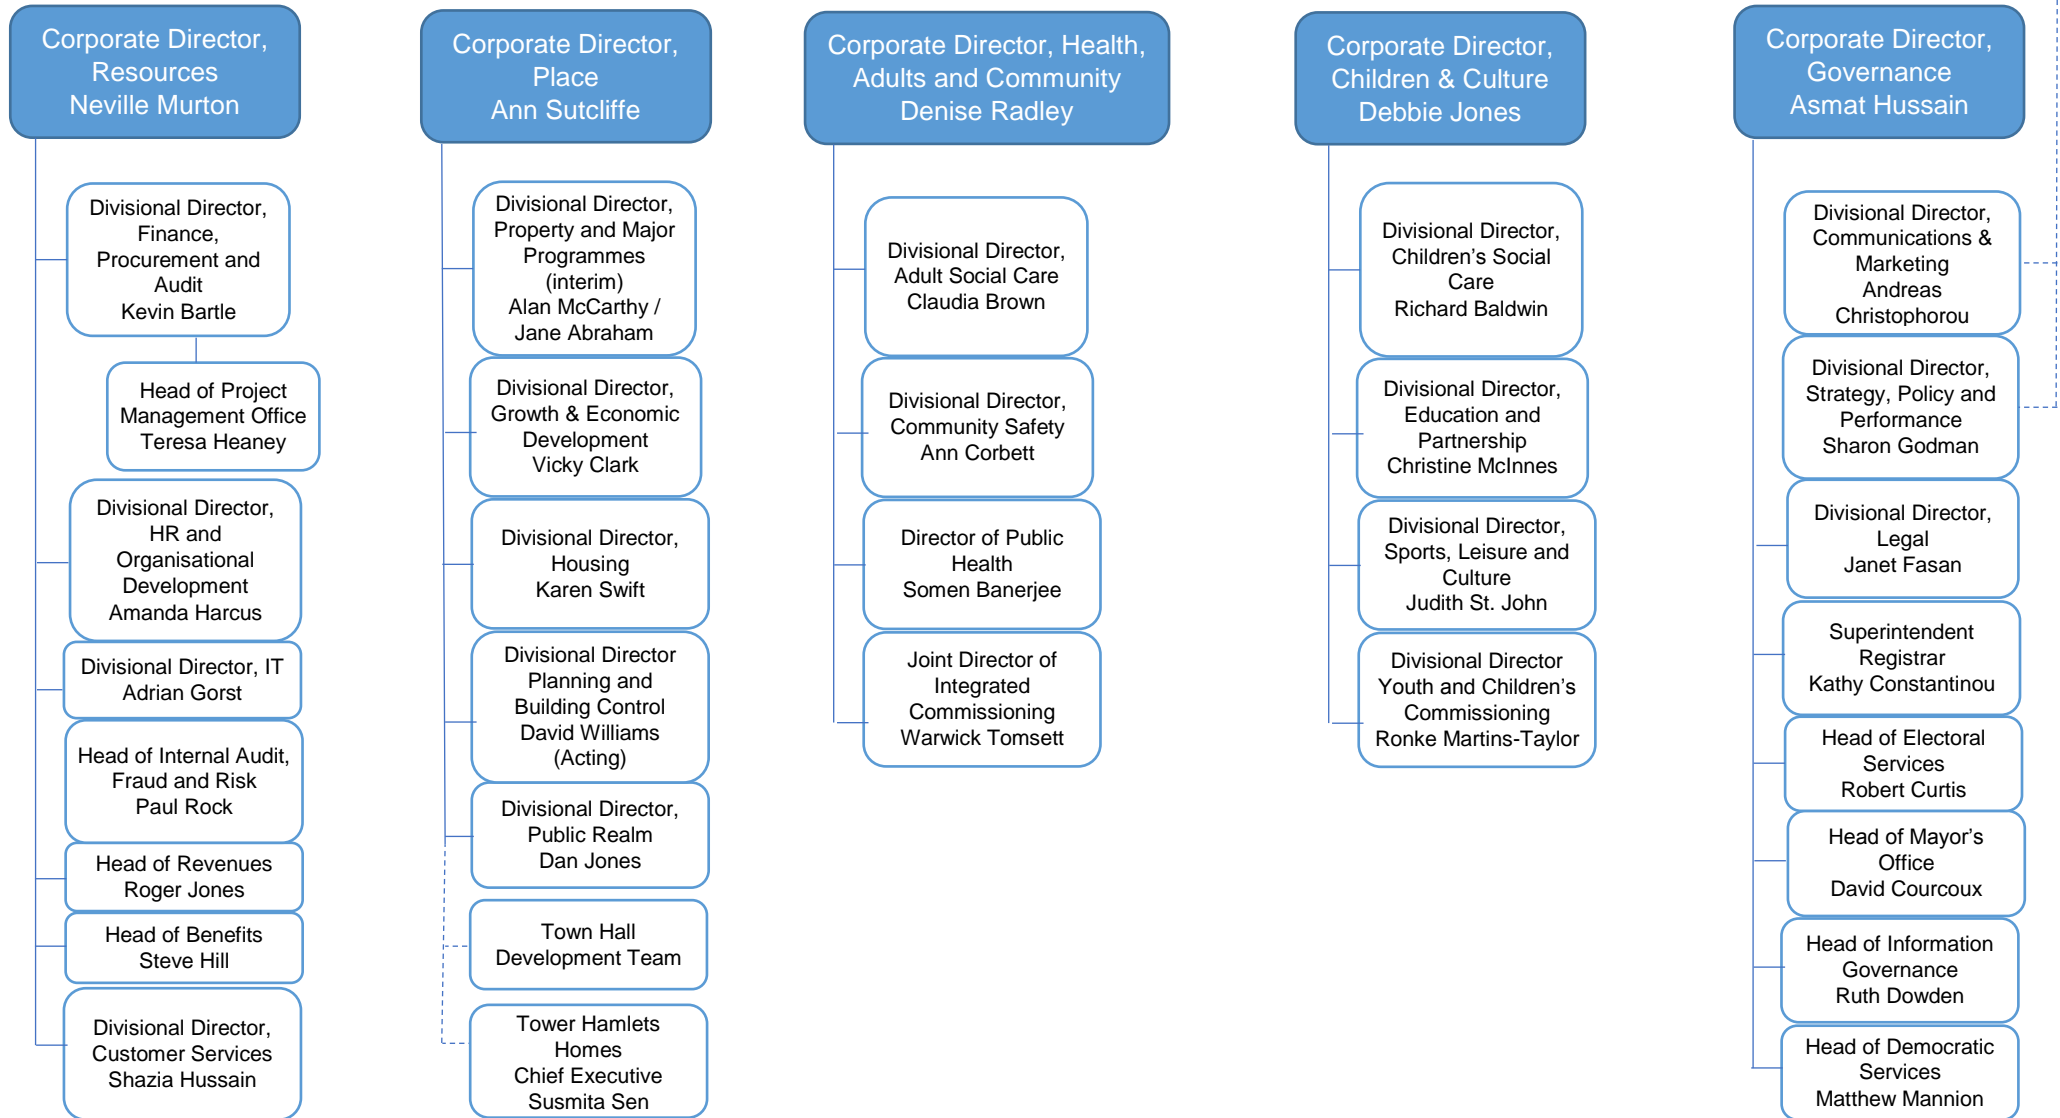 Corporate Director,
Resources
Neville Murton
Divisional Director,
Finance,
Procurement and
Audit
Kevin Bartle
Head of Project
Management Office
Teresa Heaney
Divisional Director,
HR and
Organisational
Development
Amanda Harcus
Divisional Director, IT
Adrian Gorst
Head of Internal Audit,
Fraud and Risk
Paul Rock
Head of Revenues
Roger Jones
Head of Benefits
Steve Hill
Divisional Director,
Customer Services
Shazia Hussain
Corporate Director,
Place
Ann Sutcliffe
Divisional Director,
Property and Major
Programmes
(interim)
Alan McCarthy /
Jane Abraham
Divisional Director,
Growth & Economic
Development
Vicky Clark
Divisional Director,
Housing
Karen Swift
Divisional Director
Planning and
Building Control
David Williams
(Acting)
Divisional Director,
Public Realm
Dan Jones
Town Hall
Development Team
Tower Hamlets
Homes
Chief Executive
Susmita Sen
Corporate Director, Health,
Adults and Community
Denise Radley
Divisional Director,
Adult Social Care
Claudia Brown
Divisional Director,
Community Safety
Ann Corbett
Director of Public
Health
Somen Banerjee
Joint Director of
Integrated
Commissioning
Warwick Tomsett
Corporate Director,
Children & Culture
Debbie Jones
Divisional Director,
Children’s Social
Care
Richard Baldwin
Divisional Director,
Education and
Partnership
Christine McInnes
Divisional Director,
Sports, Leisure and
Culture
Judith St. John
Divisional Director
Youth and Children’s
Commissioning
Ronke Martins-Taylor
Corporate Director,
Governance
Asmat Hussain
Divisional Director,
Communications &
Marketing
Andreas
Christophorou
Divisional Director,
Strategy, Policy and
Performance
Sharon Godman
Divisional Director,
Legal
Janet Fasan
Superintendent
Registrar
Kathy Constantinou
Head of Electoral
Services
Robert Curtis
Head of Mayor’s
Office
David Courcoux
Head of Information
Governance
Ruth Dowden
Head of Democratic
Services
Matthew Mannion